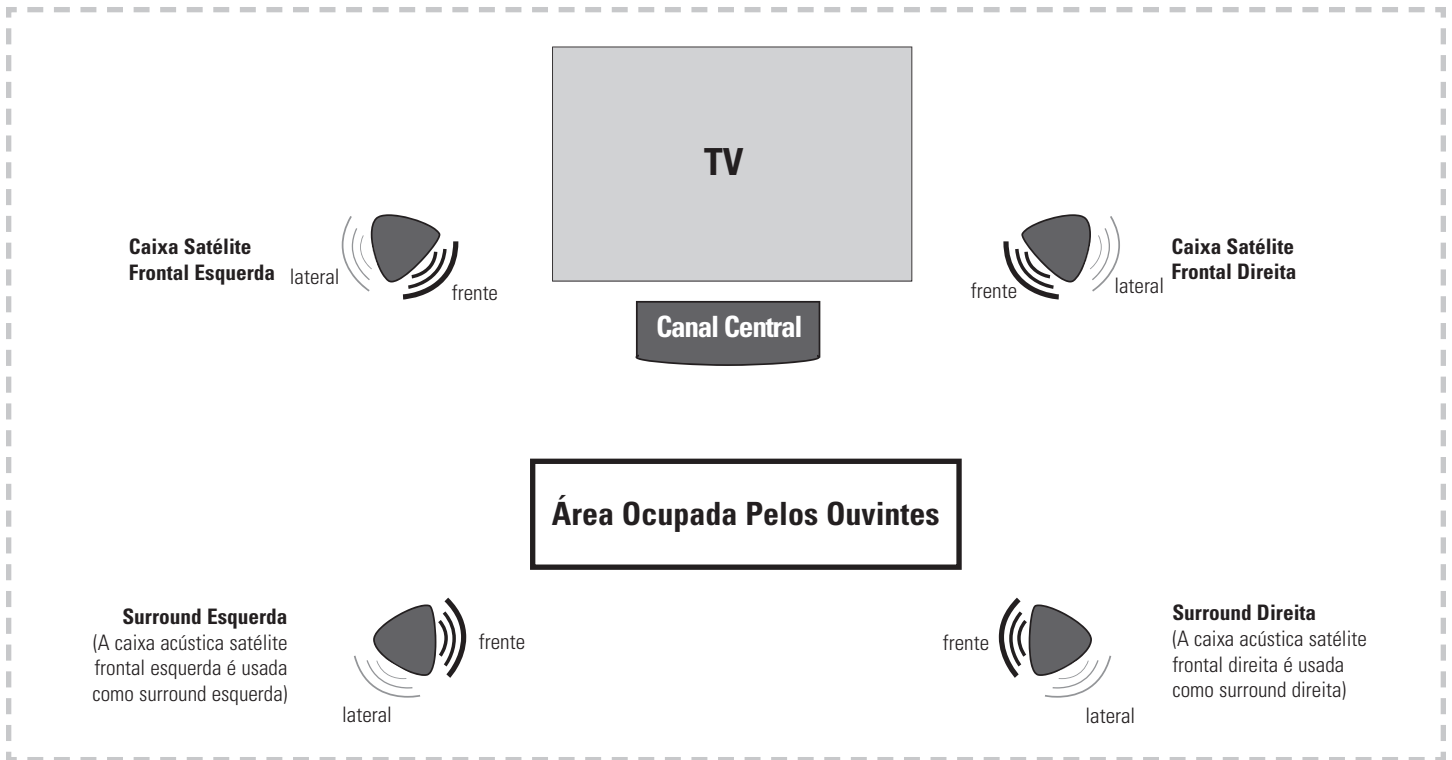 TV
Caixa Satélite
Frontal Esquerda
lateral
frente
Caixa Satélite
Frontal Direita
frente
lateral
Canal Central
Área Ocupada Pelos Ouvintes
Surround Esquerda
(A caixa acústica satélite
frontal esquerda é usada
como surround esquerda)
frente
lateral
frente
Surround Direita
(A caixa acústica satélite
frontal direita é usada
como surround direita)
lateral